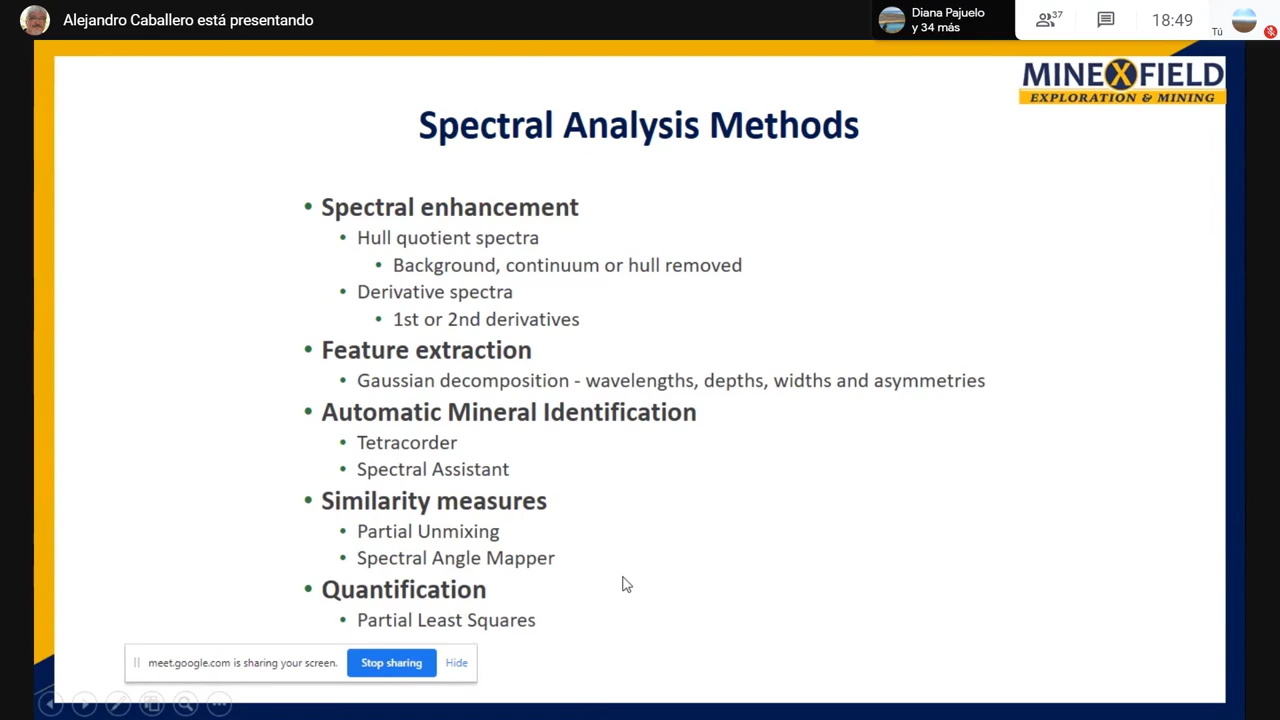 Alejandro Caballero está presentando
Diana Pajuelo
y 34 más
37
18:49
Tú
MINEXFIELD
EXPLORATION & MINING
Spectral Analysis Methods
• Spectral enhancement
• Hull quotient spectra
• Background, continuum or hull removed
• Derivative spectra
• 1st or 2nd derivatives
• Feature extraction
• Gaussian decomposition - wavelengths, depths, widths and asymmetries
• Automatic Mineral Identification
• Tetracorder
• Spectral Assistant
• Similarity measures
• Partial Unmixing
• Spectral Angle Mapper
• Quantification
• Partial Least Squares
meet.google.com is sharing your screen.
Stop sharing
Hide